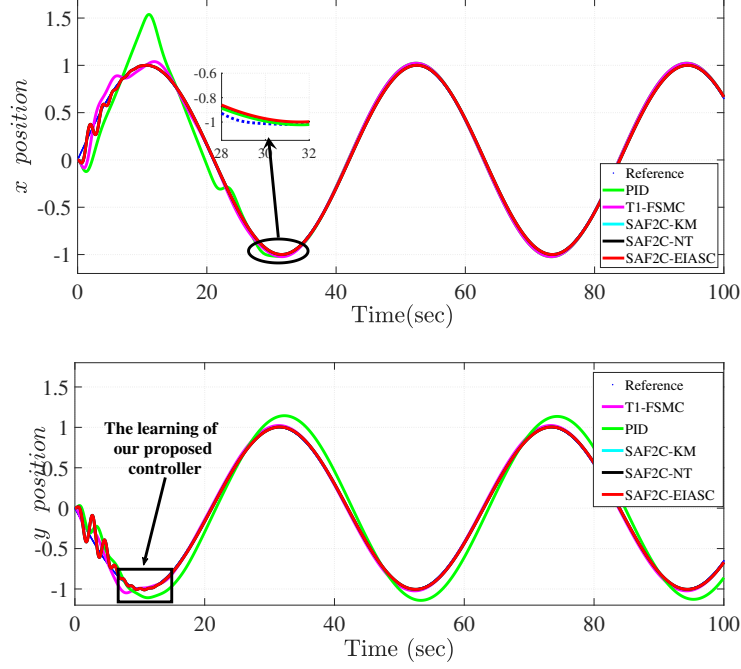 1.5
1
0.5
0
-0.5
-1
x position
-0.6
-0.8
-1
28
30
32
Reference
PID
T1-FSMC
SAF2C-KM
SAF2C-NT
SAF2C-EIASC
0 20 40 60 80 100
Time(sec)
1.5
1
0.5
0
-0.5
-1
y position
The learning of
our proposed
controller
Reference
T1-FSMC
PID
SAF2C-KM
SAF2C-NT
SAF2C-EIASC
0 20 40 60 80 100
Time (sec)